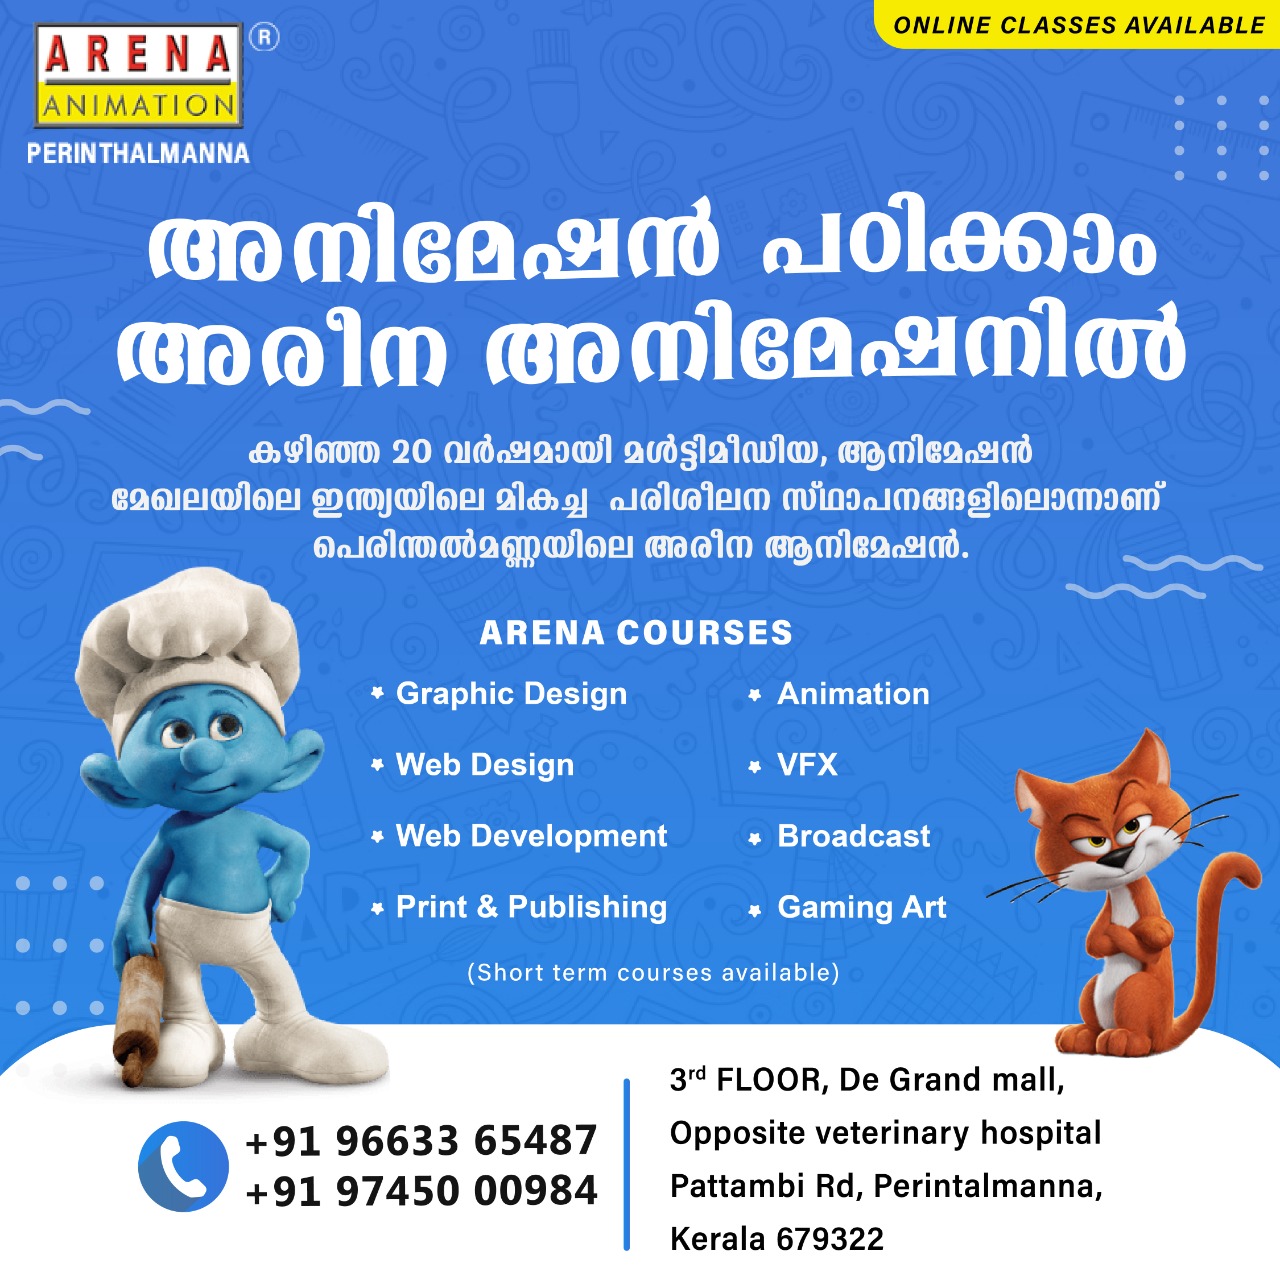 ARENA ®
ANIMATION
PERINTHALMANNA
ONLINE CLASSES AVAILABLE
അനിമേഷൻ പഠിക്കാം
അരീന അനിമേഷനിൽ
കഴിഞ്ഞ 20 വർഷമായി മൾട്ടിമീഡിയ, ആനിമേഷൻ
മേഖലയിലെ ഇന്ത്യയിലെ മികച്ച പരിശീലന സ്ഥാപനങ്ങളിലൊന്നാണ്
പെരിന്തൽമണ്ണയിലെ അരീന ആനിമേഷൻ.
ARENA COURSES
Graphic Design
Web Design
Web Development
Print & Publishing
Animation
VFX
Broadcast
Gaming Art
(Short term courses available)
+91 96633 65487
+91 97450 00984
3rd FLOOR, De Grand mall,
Opposite veterinary hospital
Pattambi Rd, Perintalmanna,
Kerala 679322
DESIGN
ART